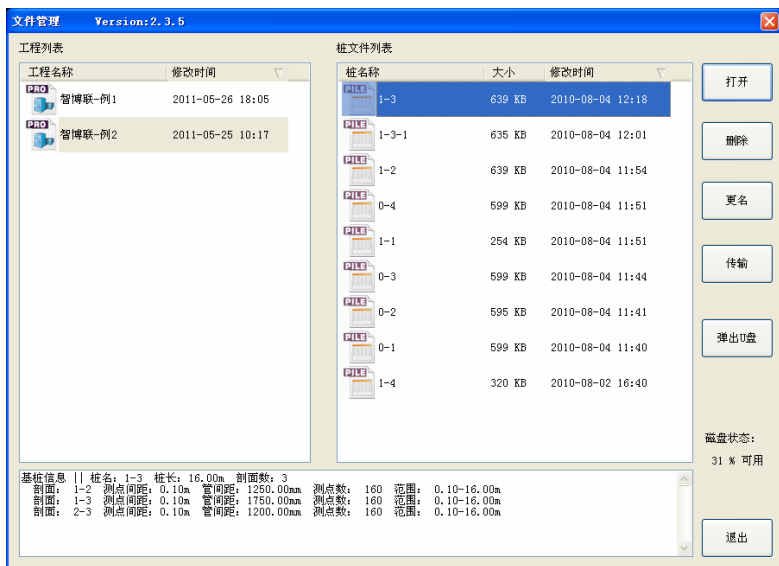 文件管理 Version:2.3.5
工程列表
工程名称 修改时间
PRO 智博联-例1 2011-05-26 18:05
PRO 智博联-例2 2011-05-25 10:17
桩文件列表
桩名称 大小 修改时间
PILE 1-3 639 KB 2010-08-04 12:18
PILE 1-3-1 635 KB 2010-08-04 12:01
PILE 1-2 639 KB 2010-08-04 11:54
PILE 0-4 599 KB 2010-08-04 11:51
PILE 1-1 254 KB 2010-08-04 11:51
PILE 0-3 599 KB 2010-08-04 11:44
PILE 0-2 595 KB 2010-08-04 11:41
PILE 0-1 599 KB 2010-08-04 11:40
PILE 1-4 320 KB 2010-08-02 16:40
打开
删除
更名
传输
弹出U盘
磁盘状态:
31 % 可用
退出
基桩信息 || 桩名: 1-3 桩长: 16.00m 剖面数: 3
剖面: 1-2 测点间距: 0.10m 管间距: 1250.00mm 测点数: 160 范围: 0.10-16.00m
剖面: 1-3 测点间距: 0.10m 管间距: 1750.00mm 测点数: 160 范围: 0.10-16.00m
剖面: 2-3 测点间距: 0.10m 管间距: 1200.00mm 测点数: 160 范围: 0.10-16.00m